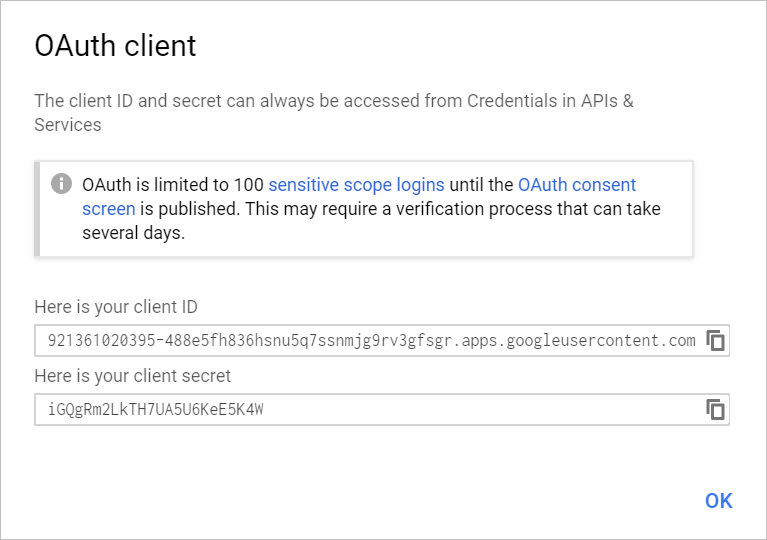 OAuth client
The client ID and secret can always be accessed from Credentials in APIs &
Services
OAuth is limited to 100 sensitive scope logins until the OAuth consent
screen is published. This may require a verification process that can take
several days.
Here is your client ID
921361020395-488e5fh836hsnu5q7ssnmjg9rv3gfsgr.apps.googleusercontent.com
Here is your client secret
iGQgRm2LkTH7UA5U6KeE5K4W
OK